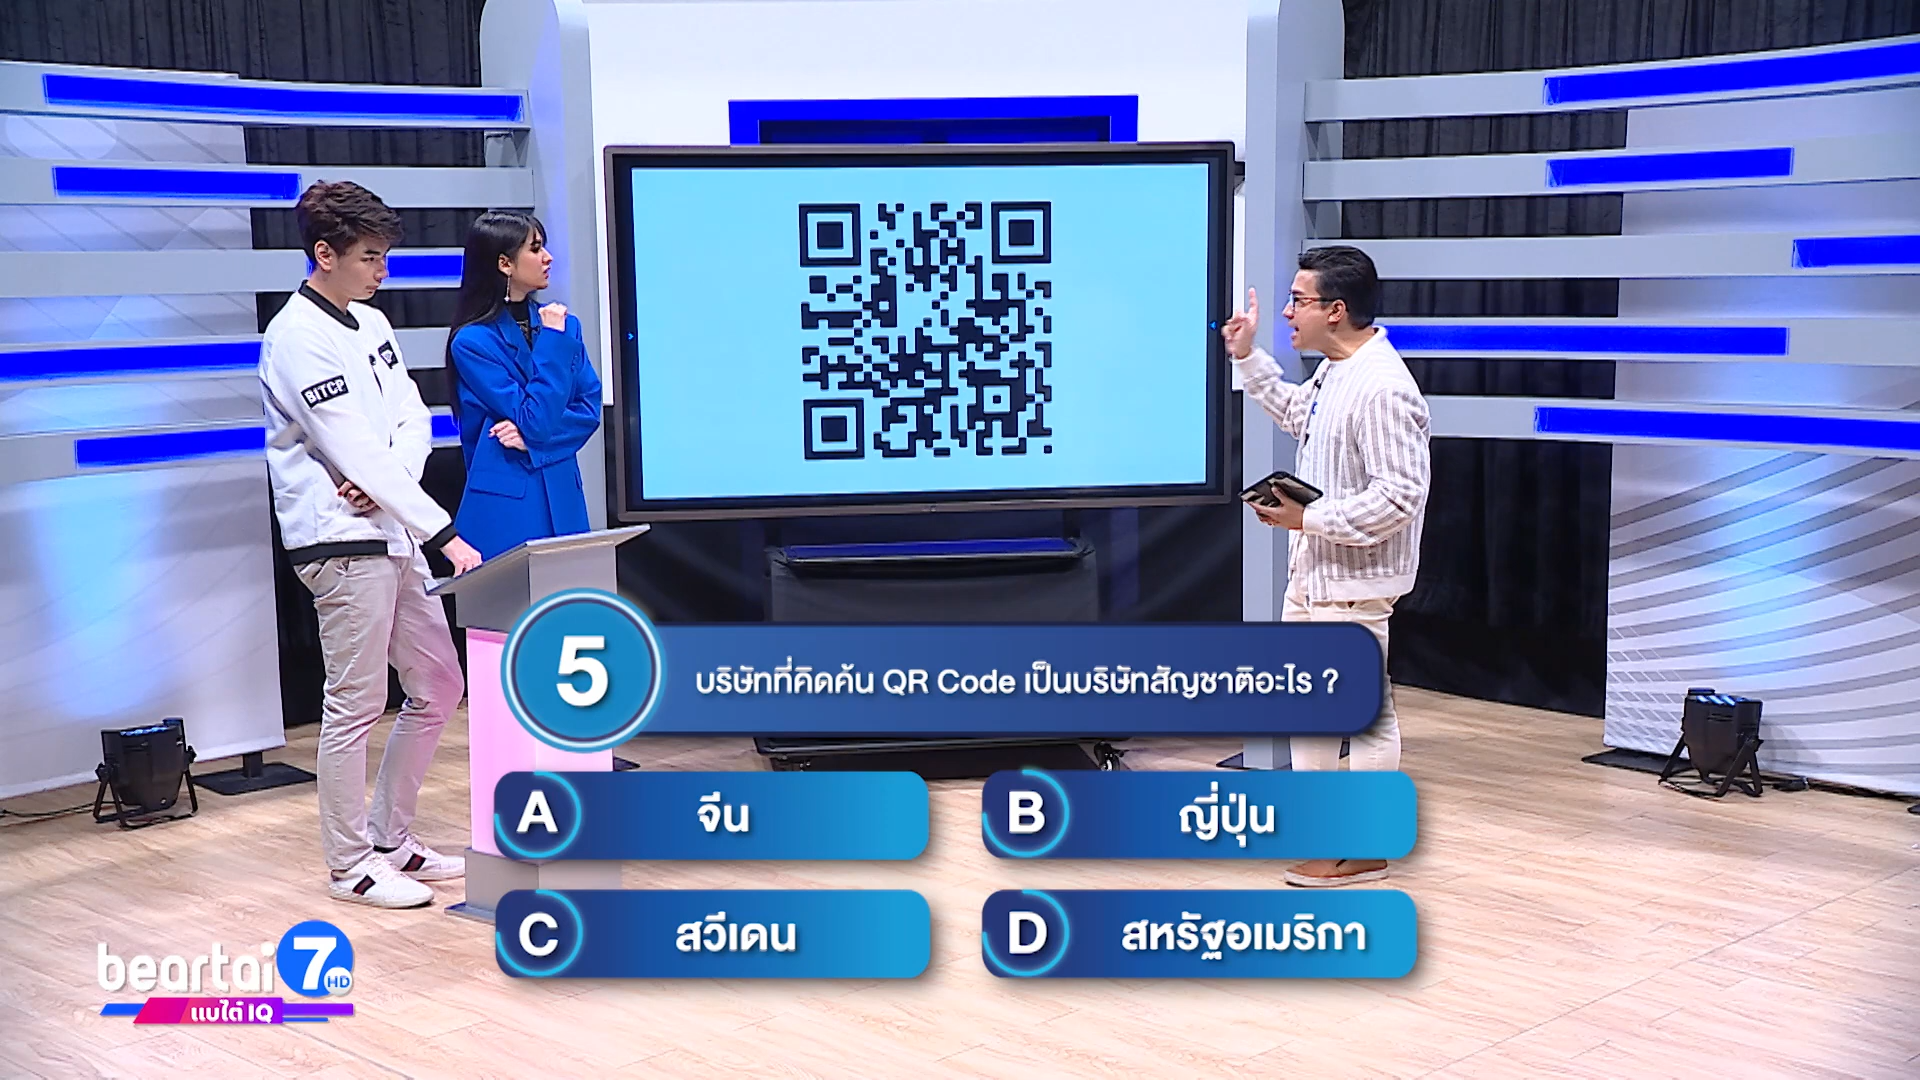 BITCP
5
บริษัทที่คิดค้น QR Code เป็นบริษัทสัญชาติอะไร ?
A จีน
B ญี่ปุ่น
C สวีเดน
D สหรัฐอเมริกา
beartai 7HD
แบไต๋ IQ